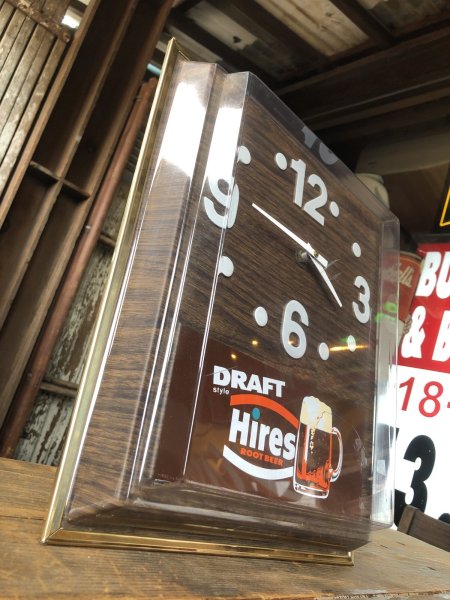 12
9
3
6
DRAFT
style
Hires
ROOT BEER
BU
& B
18-
3.